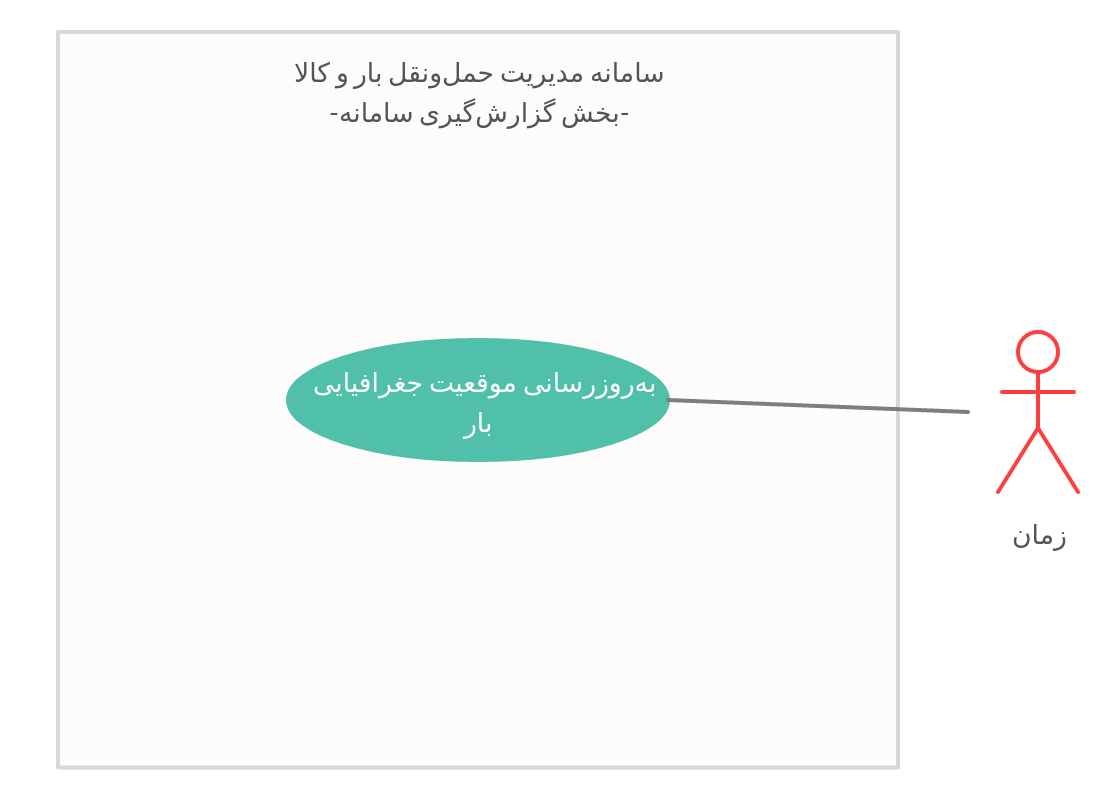 سامانه مدیریت حمل‌ونقل بار و کالا
-بخش گزارش‌گیری سامانه-
به‌روزرسانی موقعیت جغرافیایی
بار
زمان